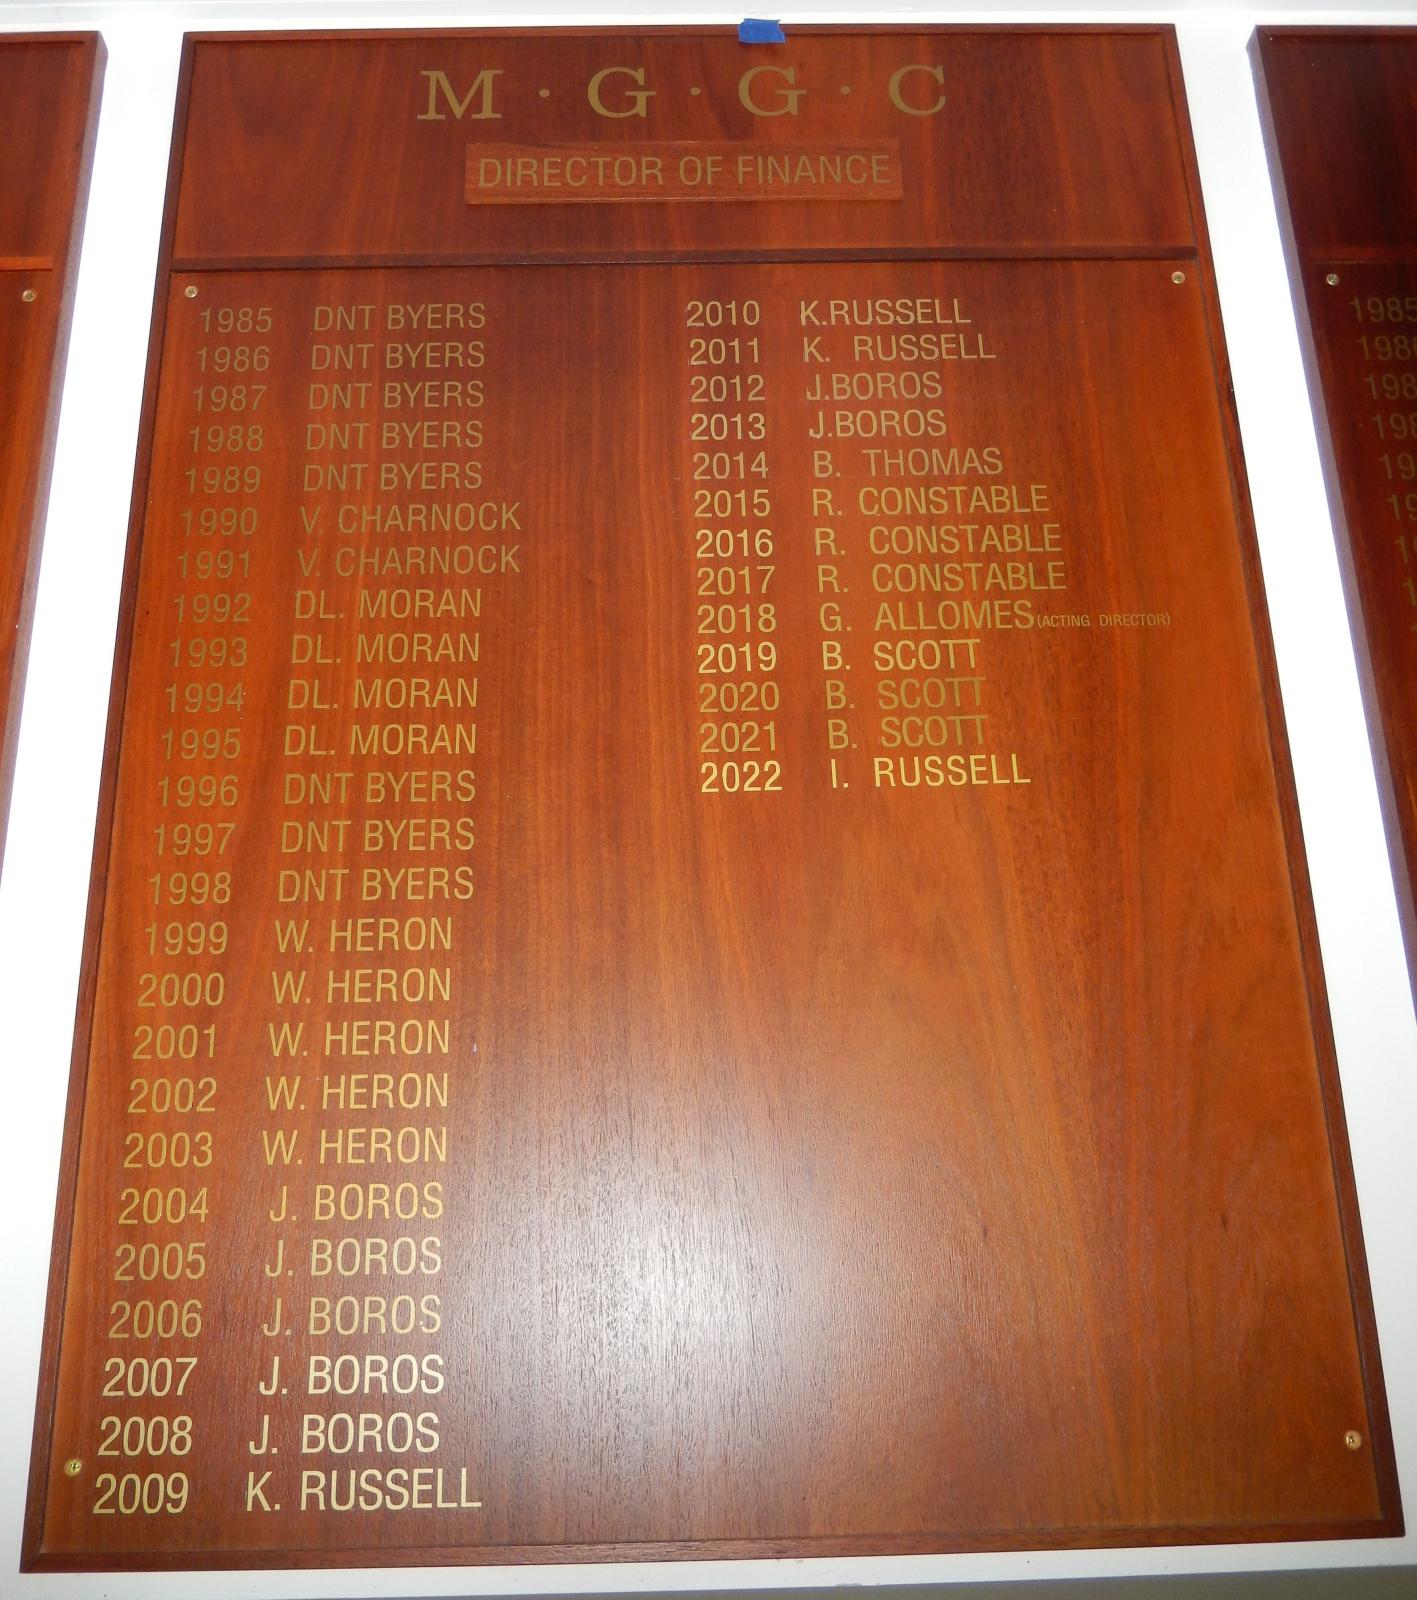 M·G·G·C
DIRECTOR OF FINANCE
1985 DNT BYERS
1986 DNT BYERS
1987 DNT BYERS
1988 DNT BYERS
1989 DNT BYERS
1990 V. CHARNOCK
1991 V. CHARNOCK
1992 DL. MORAN
1993 DL. MORAN
1994 DL. MORAN
1995 DL. MORAN
1996 DNT BYERS
1997 DNT BYERS
1998 DNT BYERS
1999 W. HERON
2000 W. HERON
2001 W. HERON
2002 W. HERON
2003 W. HERON
2004 J. BOROS
2005 J. BOROS
2006 J. BOROS
2007 J. BOROS
2008 J. BOROS
2009 K. RUSSELL
2010 K.RUSSELL
2011 K. RUSSELL
2012 J.BOROS
2013 J.BOROS
2014 B. THOMAS
2015 R. CONSTABLE
2016 R. CONSTABLE
2017 R. CONSTABLE
2018 G. ALLOMES (ACTING DIRECTOR)
2019 B. SCOTT
2020 B. SCOTT
2021 B. SCOTT
2022 I. RUSSELL
1985